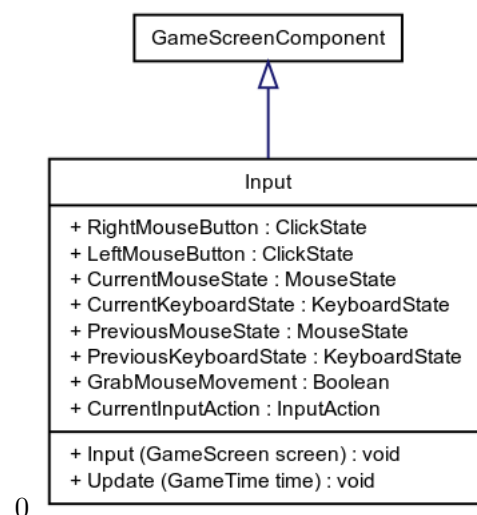 GameScreenComponent
Input
+ RightMouseButton : ClickState
+ LeftMouseButton : ClickState
+ CurrentMouseState : MouseState
+ CurrentKeyboardState : KeyboardState
+ PreviousMouseState : MouseState
+ PreviousKeyboardState : KeyboardState
+ GrabMouseMovement : Boolean
+ CurrentInputAction : InputAction
+ Input (GameScreen screen) : void
+ Update (GameTime time) : void
0